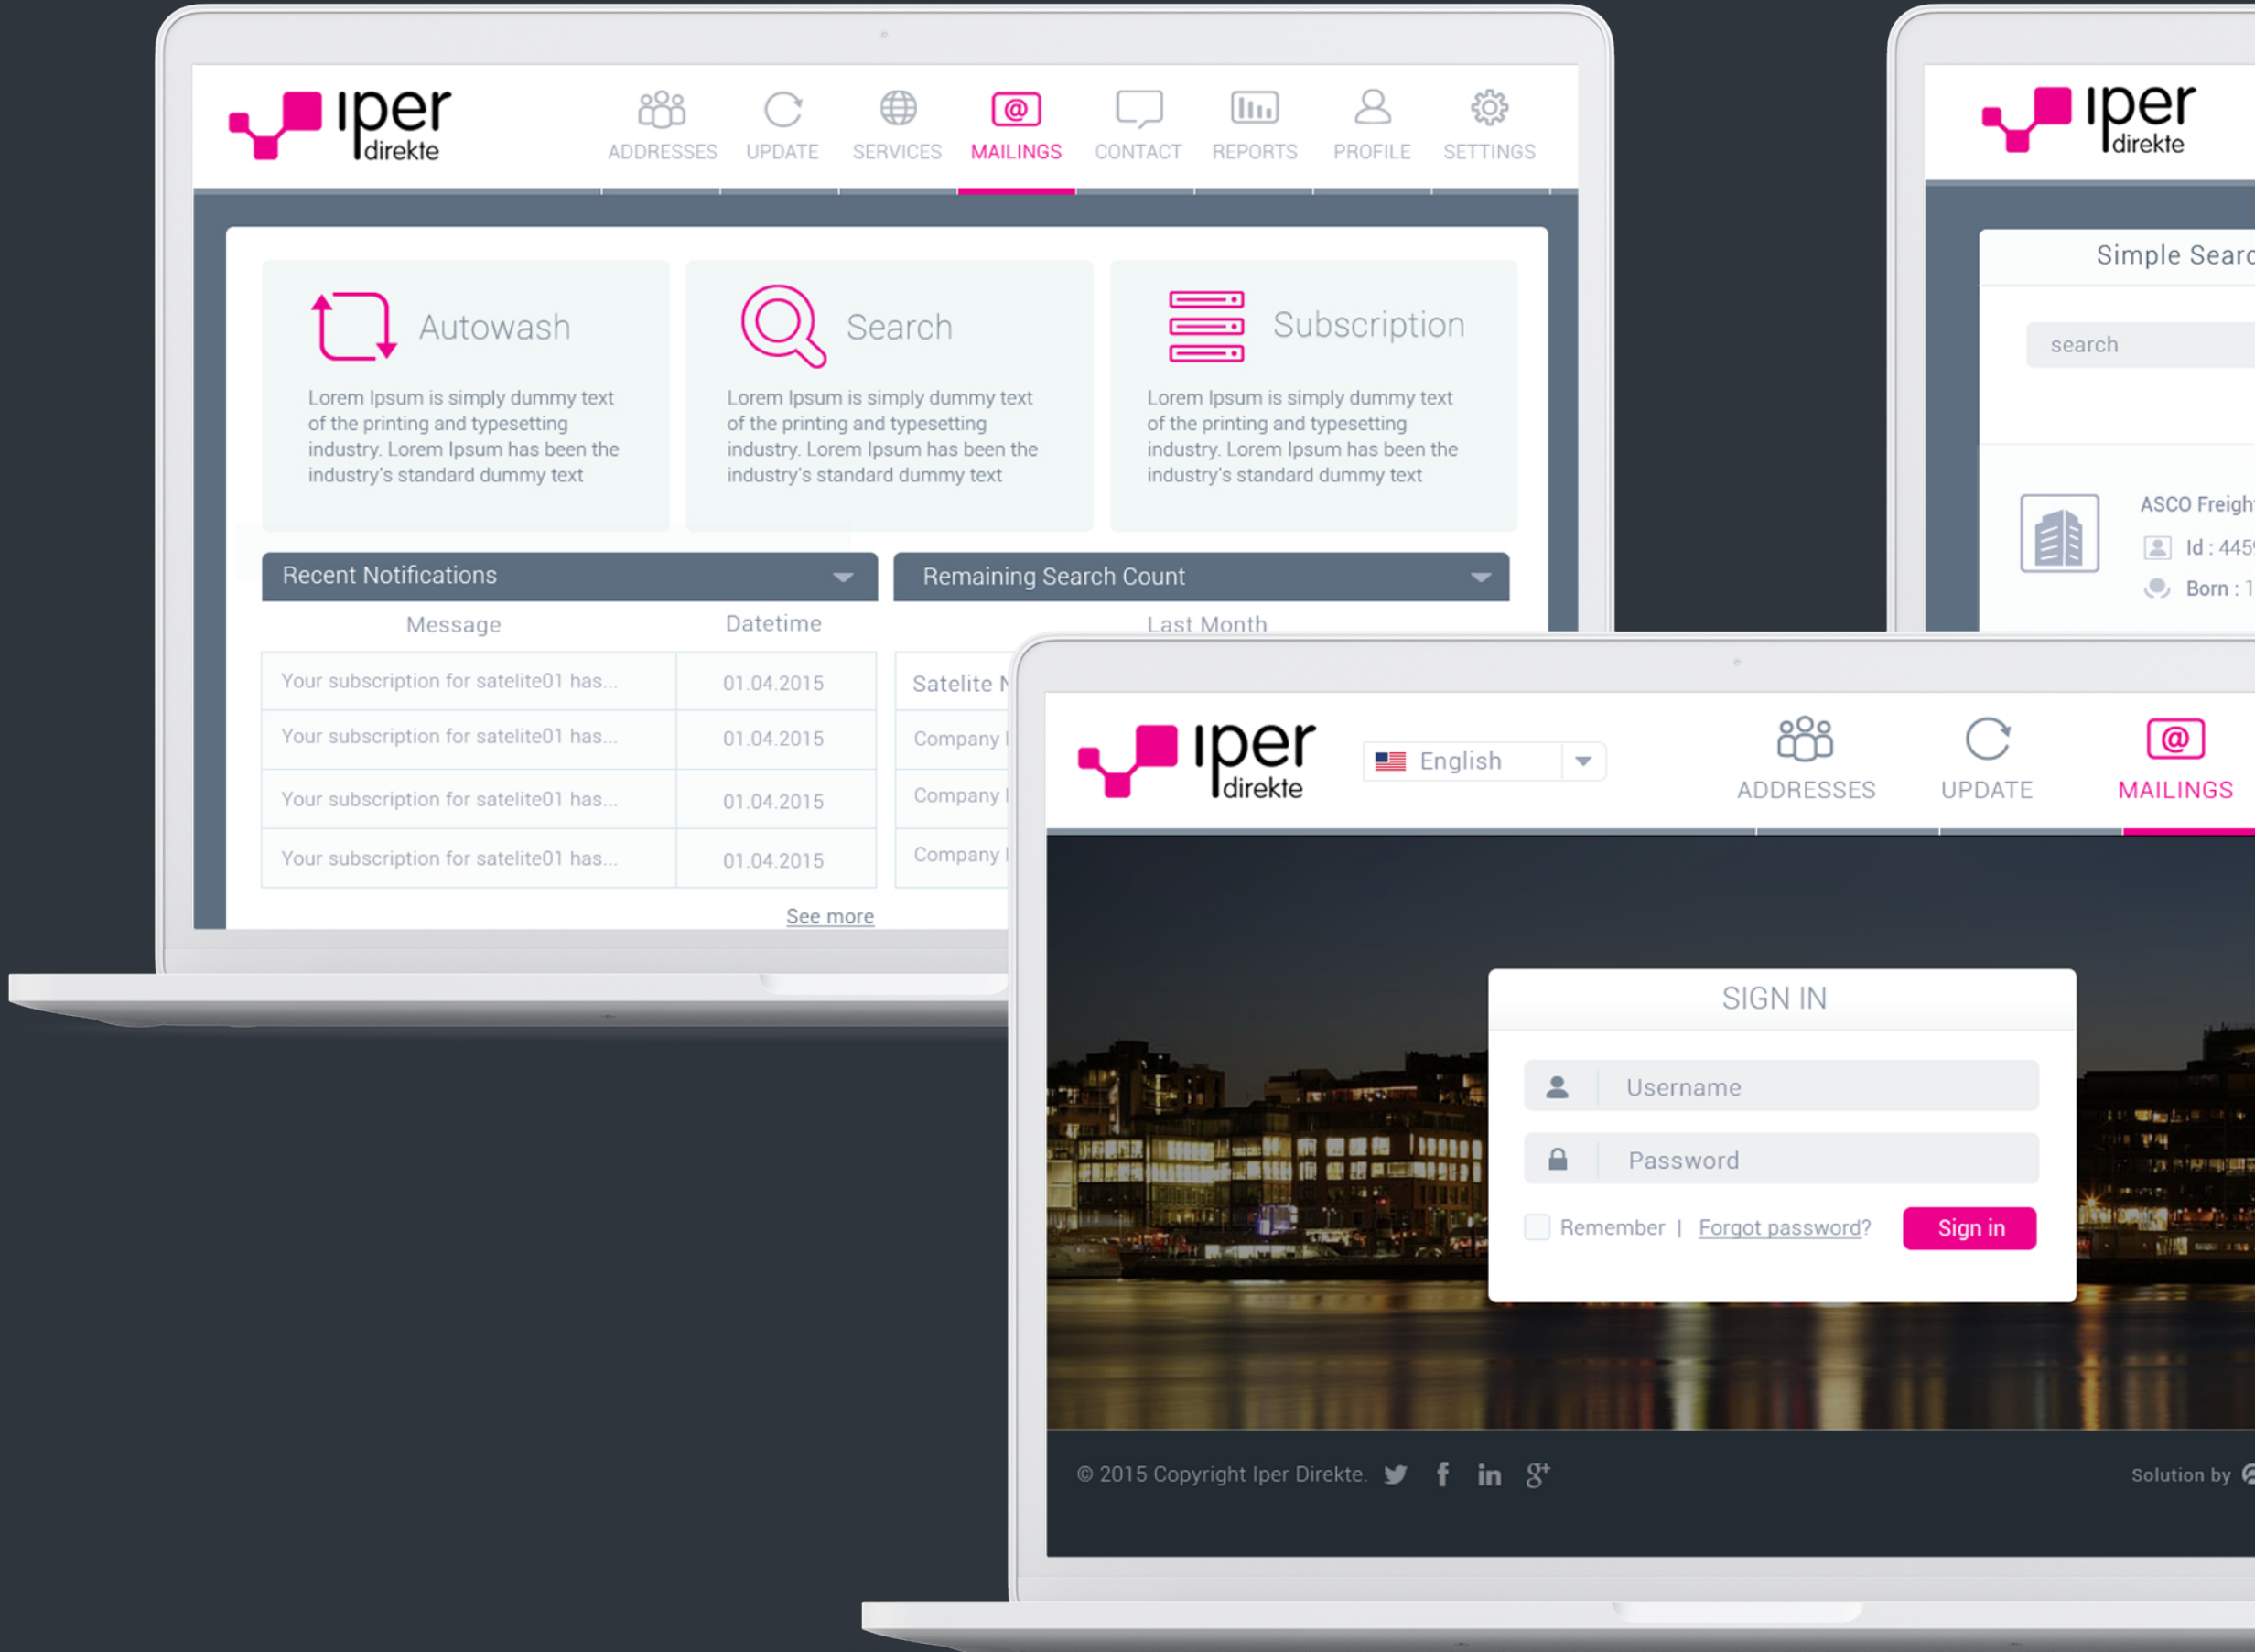 Iper
direkte
ADDRESSES UPDATE SERVICES MAILINGS CONTACT REPORTS PROFILE SETTINGS
Autowash
Lorem Ipsum is simply dummy text
of the printing and typesetting
industry. Lorem Ipsum has been the
industry's standard dummy text
Search
Lorem Ipsum is simply dummy text
of the printing and typesetting
industry. Lorem Ipsum has been the
industry's standard dummy text
Subscription
Lorem Ipsum is simply dummy text
of the printing and typesetting
industry. Lorem Ipsum has been the
industry's standard dummy text
Recent Notifications
Message Datetime
Your subscription for satelite01 has... 01.04.2015
Your subscription for satelite01 has... 01.04.2015
Your subscription for satelite01 has... 01.04.2015
Your subscription for satelite01 has... 01.04.2015
See more
Remaining Search Count
Last Month
Satelite
Company
Company
Company
Iper
direkte
Simple
search
ASCO
Id :
Born :
Iper
direkte
English
ADDRESSES UPDATE MAILINGS
SIGN IN
Username
Password
Remember | Forgot password? Sign in
© 2015 Copyright Iper Direkte.
Solution by